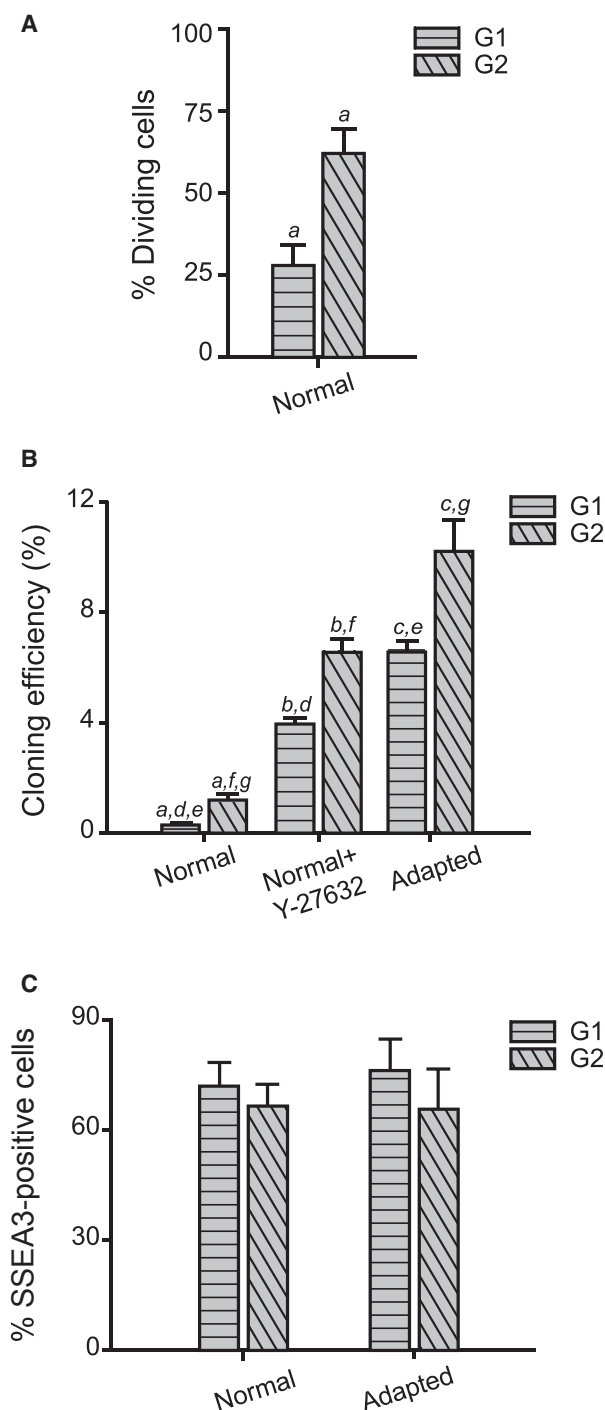 A
% Dividing cells
100
75
50
25
0
a
a
Normal
G1
G2
B
Cloning efficiency (%)
12
8
4
0
a,d,e
a,f,g
b,d
b,f
c,e
c,g
Normal
Normal+
Y-27632
Adapted
G1
G2
C
% SSEA3-positive cells
90
60
30
0
Normal
Adapted
G1
G2